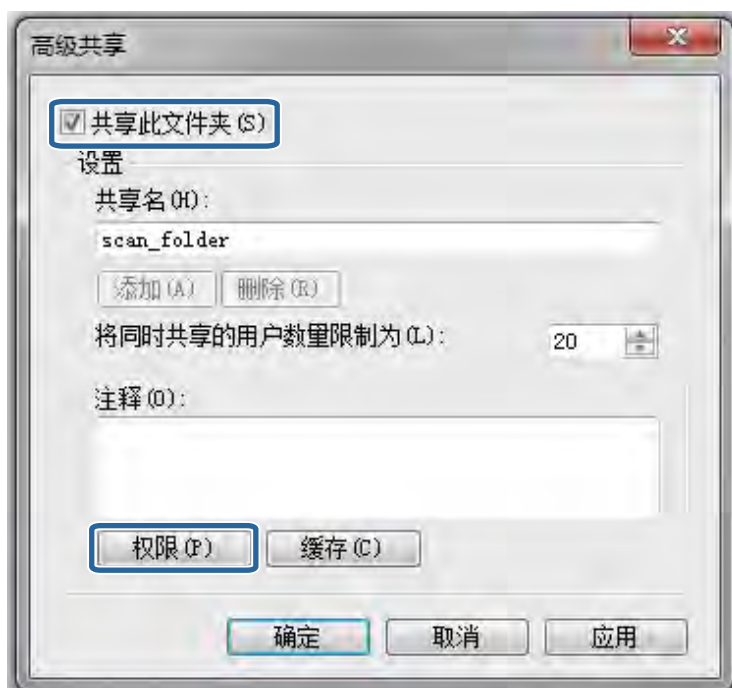 高级共享
共享此文件夹(S)
设置
共享名(H):
scan_folder
添加(A) 删除(R)
将同时共享的用户数量限制为(L): 20
注释(O):
权限(P) 缓存(C)
确定 取消 应用